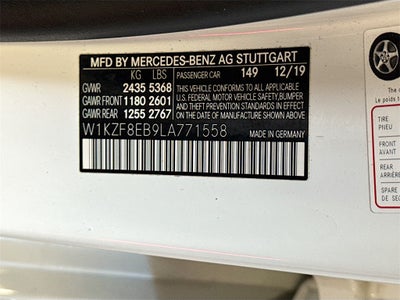 MFD BY MERCEDES-BENZ AG STUTTGART
KG LBS PASSENGER CAR 149 12/19
GVWR 2435 5368
GAWR FRONT 1180 2601
GAWR REAR 1255 2767
THIS VEHICLE CONFORMS TO ALL APPLICABLE
U.S. FEDERAL MOTOR VEHICLE SAFETY, BUMPER
AND THEFT PREVENTION STANDARDS IN EFFECT ON
THE DATE OF MANUFACTURE SHOWN ABOVE.
W1KZF8EB9LA771558
MADE IN GERMANY
TIRE
PNEU
FRONT
AVANT
REAR
ARRIÈRE
SPARE
DE SE